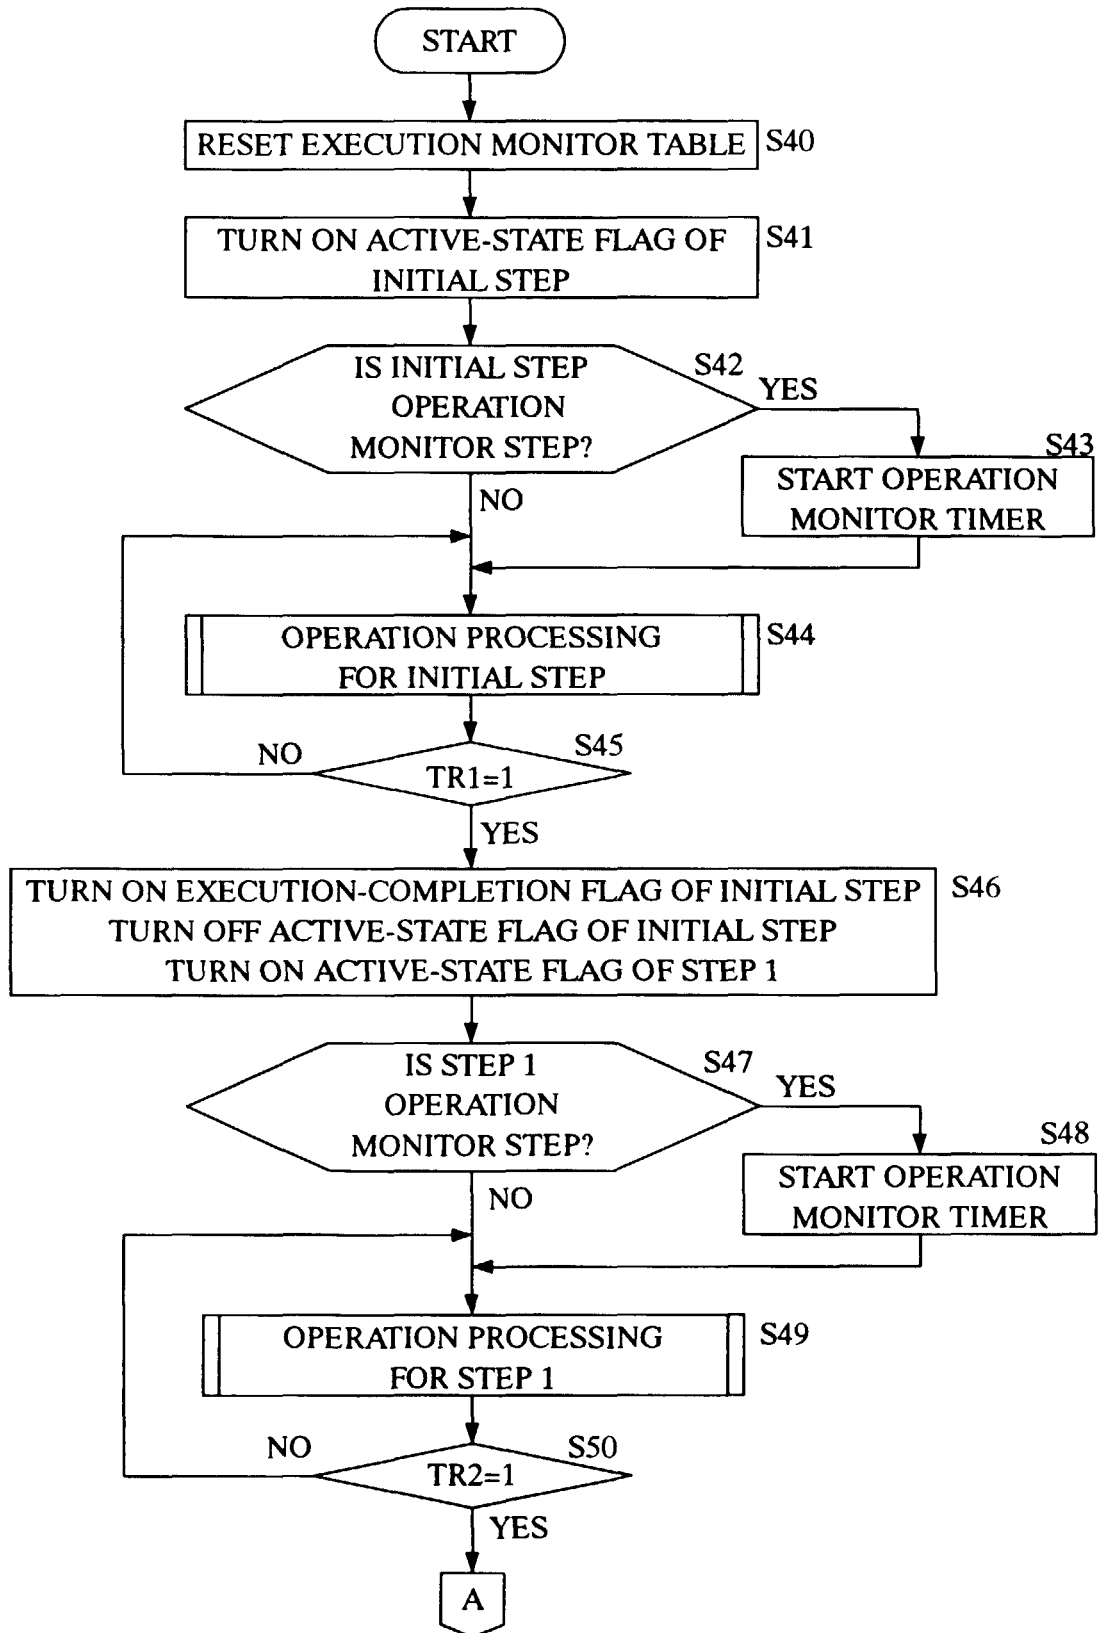 START
RESET EXECUTION MONITOR TABLE
S40
TURN ON ACTIVE-STATE FLAG OF
INITIAL STEP
S41
IS INITIAL STEP
OPERATION
MONITOR STEP?
S42
YES
S43
START OPERATION
MONITOR TIMER
NO
OPERATION PROCESSING
FOR INITIAL STEP
S44
NO
S45
TR1=1
YES
TURN ON EXECUTION-COMPLETION FLAG OF INITIAL STEP
TURN OFF ACTIVE-STATE FLAG OF INITIAL STEP
TURN ON ACTIVE-STATE FLAG OF STEP 1
S46
IS STEP 1
OPERATION
MONITOR STEP?
S47
YES
S48
START OPERATION
MONITOR TIMER
NO
OPERATION PROCESSING
FOR STEP 1
S49
NO
S50
TR2=1
YES
A